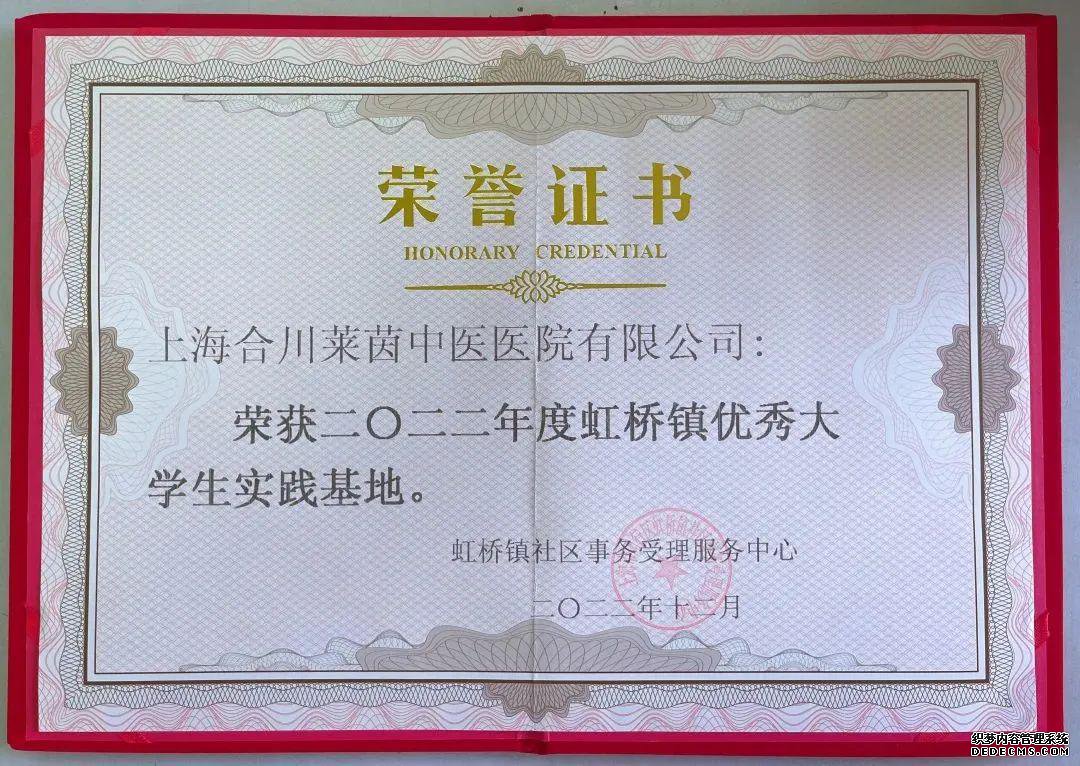 荣誉证书
HONORARY CREDENTIAL
上海合川莱茵中医医院有限公司：
荣获二〇二二年度虹桥镇优秀大
学生实践基地。
虹桥镇社区事务受理服务中心
二〇二二年十二月
织梦内容管理系统
DEDECMS.COM